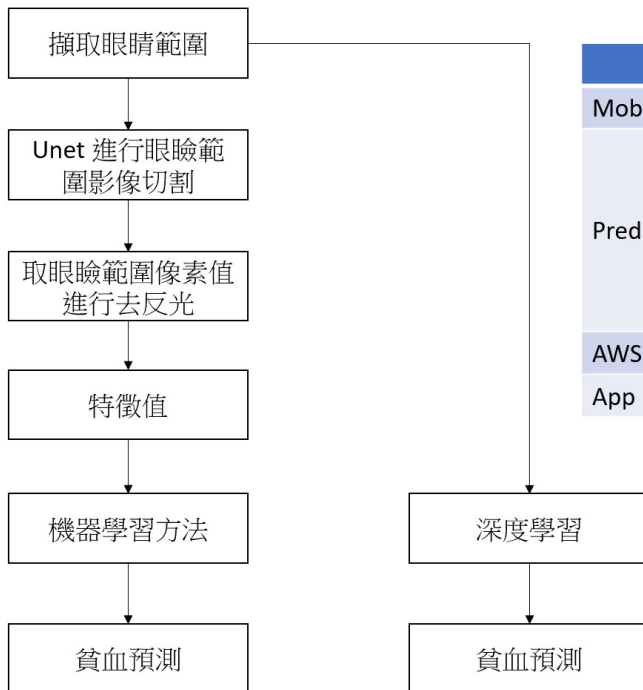 擷取眼睛範圍
Unet 進行眼瞼範
圍影像切割
取眼瞼範圍像素值
進行去反光
特徵值
機器學習方法
貧血預測
深度學習
貧血預測
Mob
Pred
AWS
App